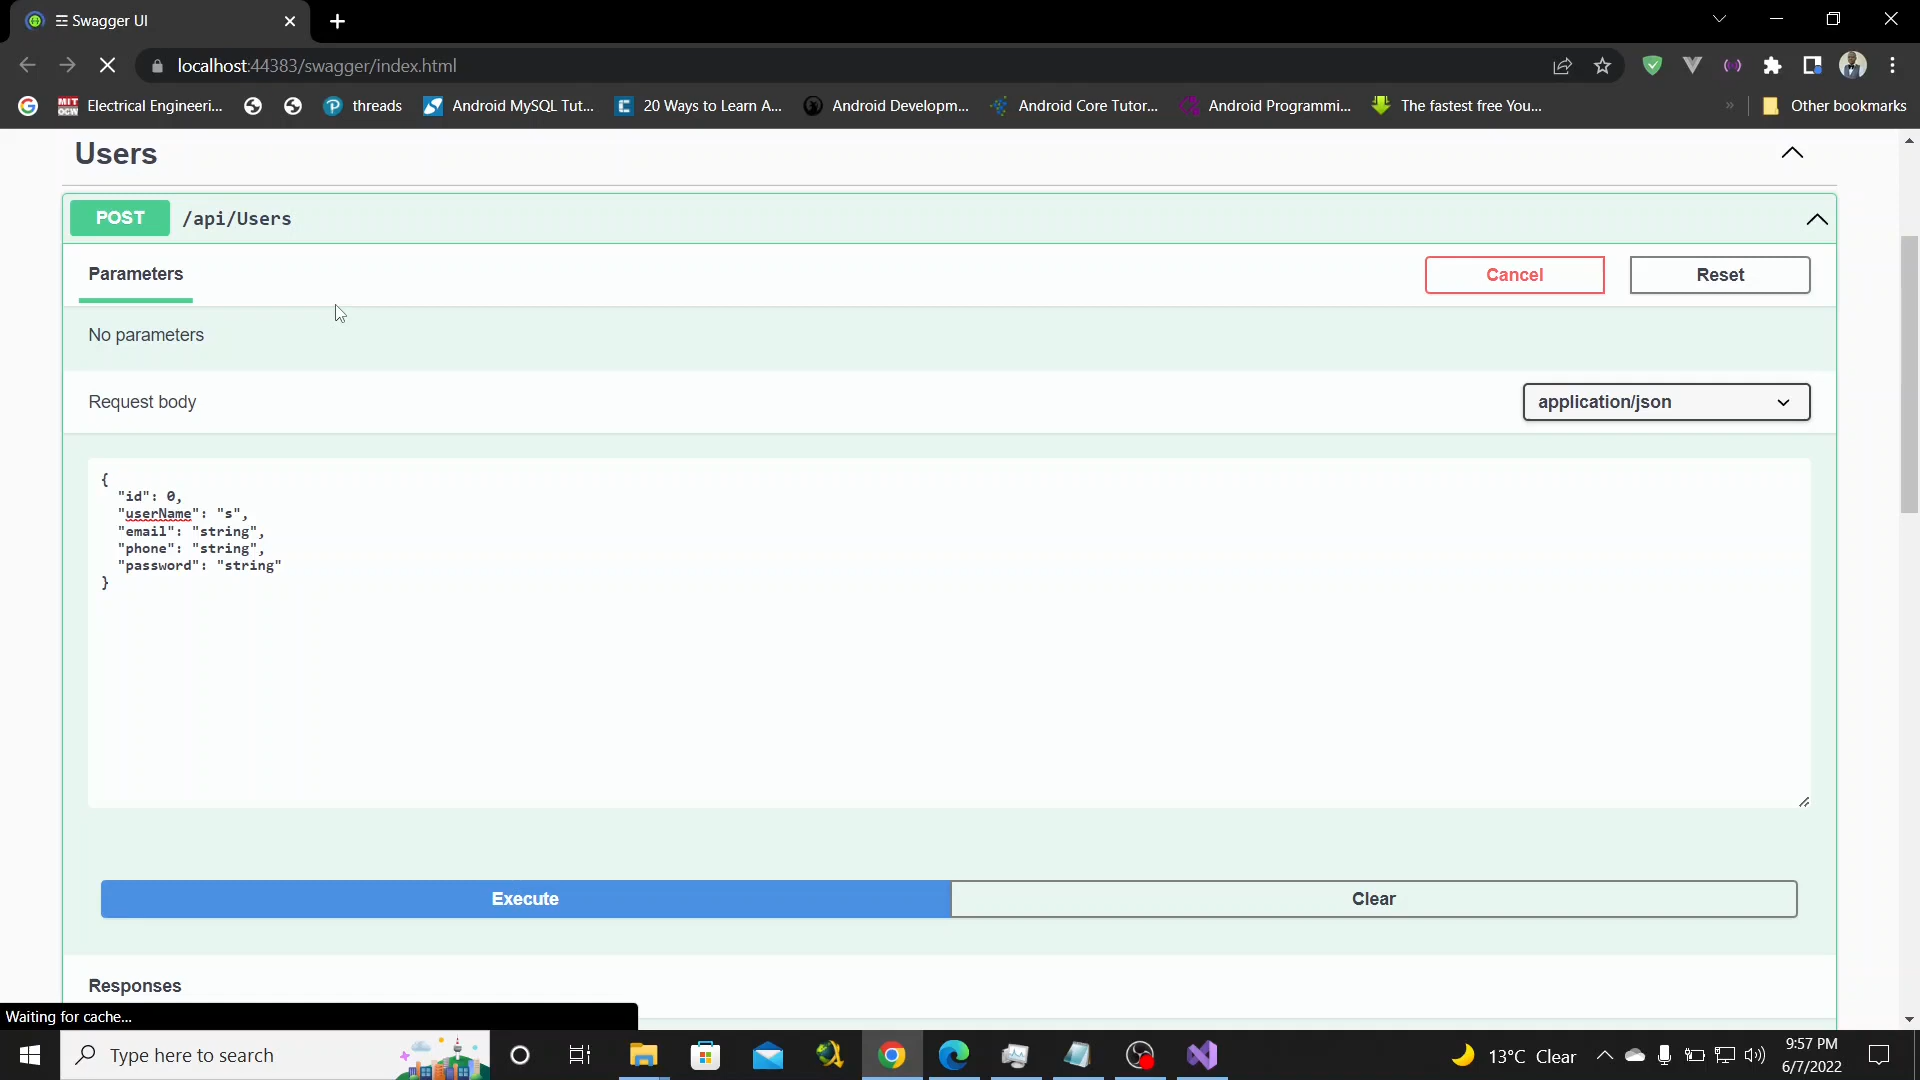 Swagger UI
localhost:44383/swagger/index.html
MIT OCW Electrical Engineeri... threads Android MySQL Tut... 20 Ways to Learn A... Android Developm... Android Core Tutor... Android Programmi... The fastest free You... » Other bookmarks
Users
POST /api/Users
Parameters Cancel Reset
No parameters
Request body application/json
{
"id": 0,
"userName": "s",
"email": "string",
"phone": "string",
"password": "string"
}
Execute Clear
Responses
Waiting for cache...
Type here to search 13°C Clear 9:57 PM
6/7/2022